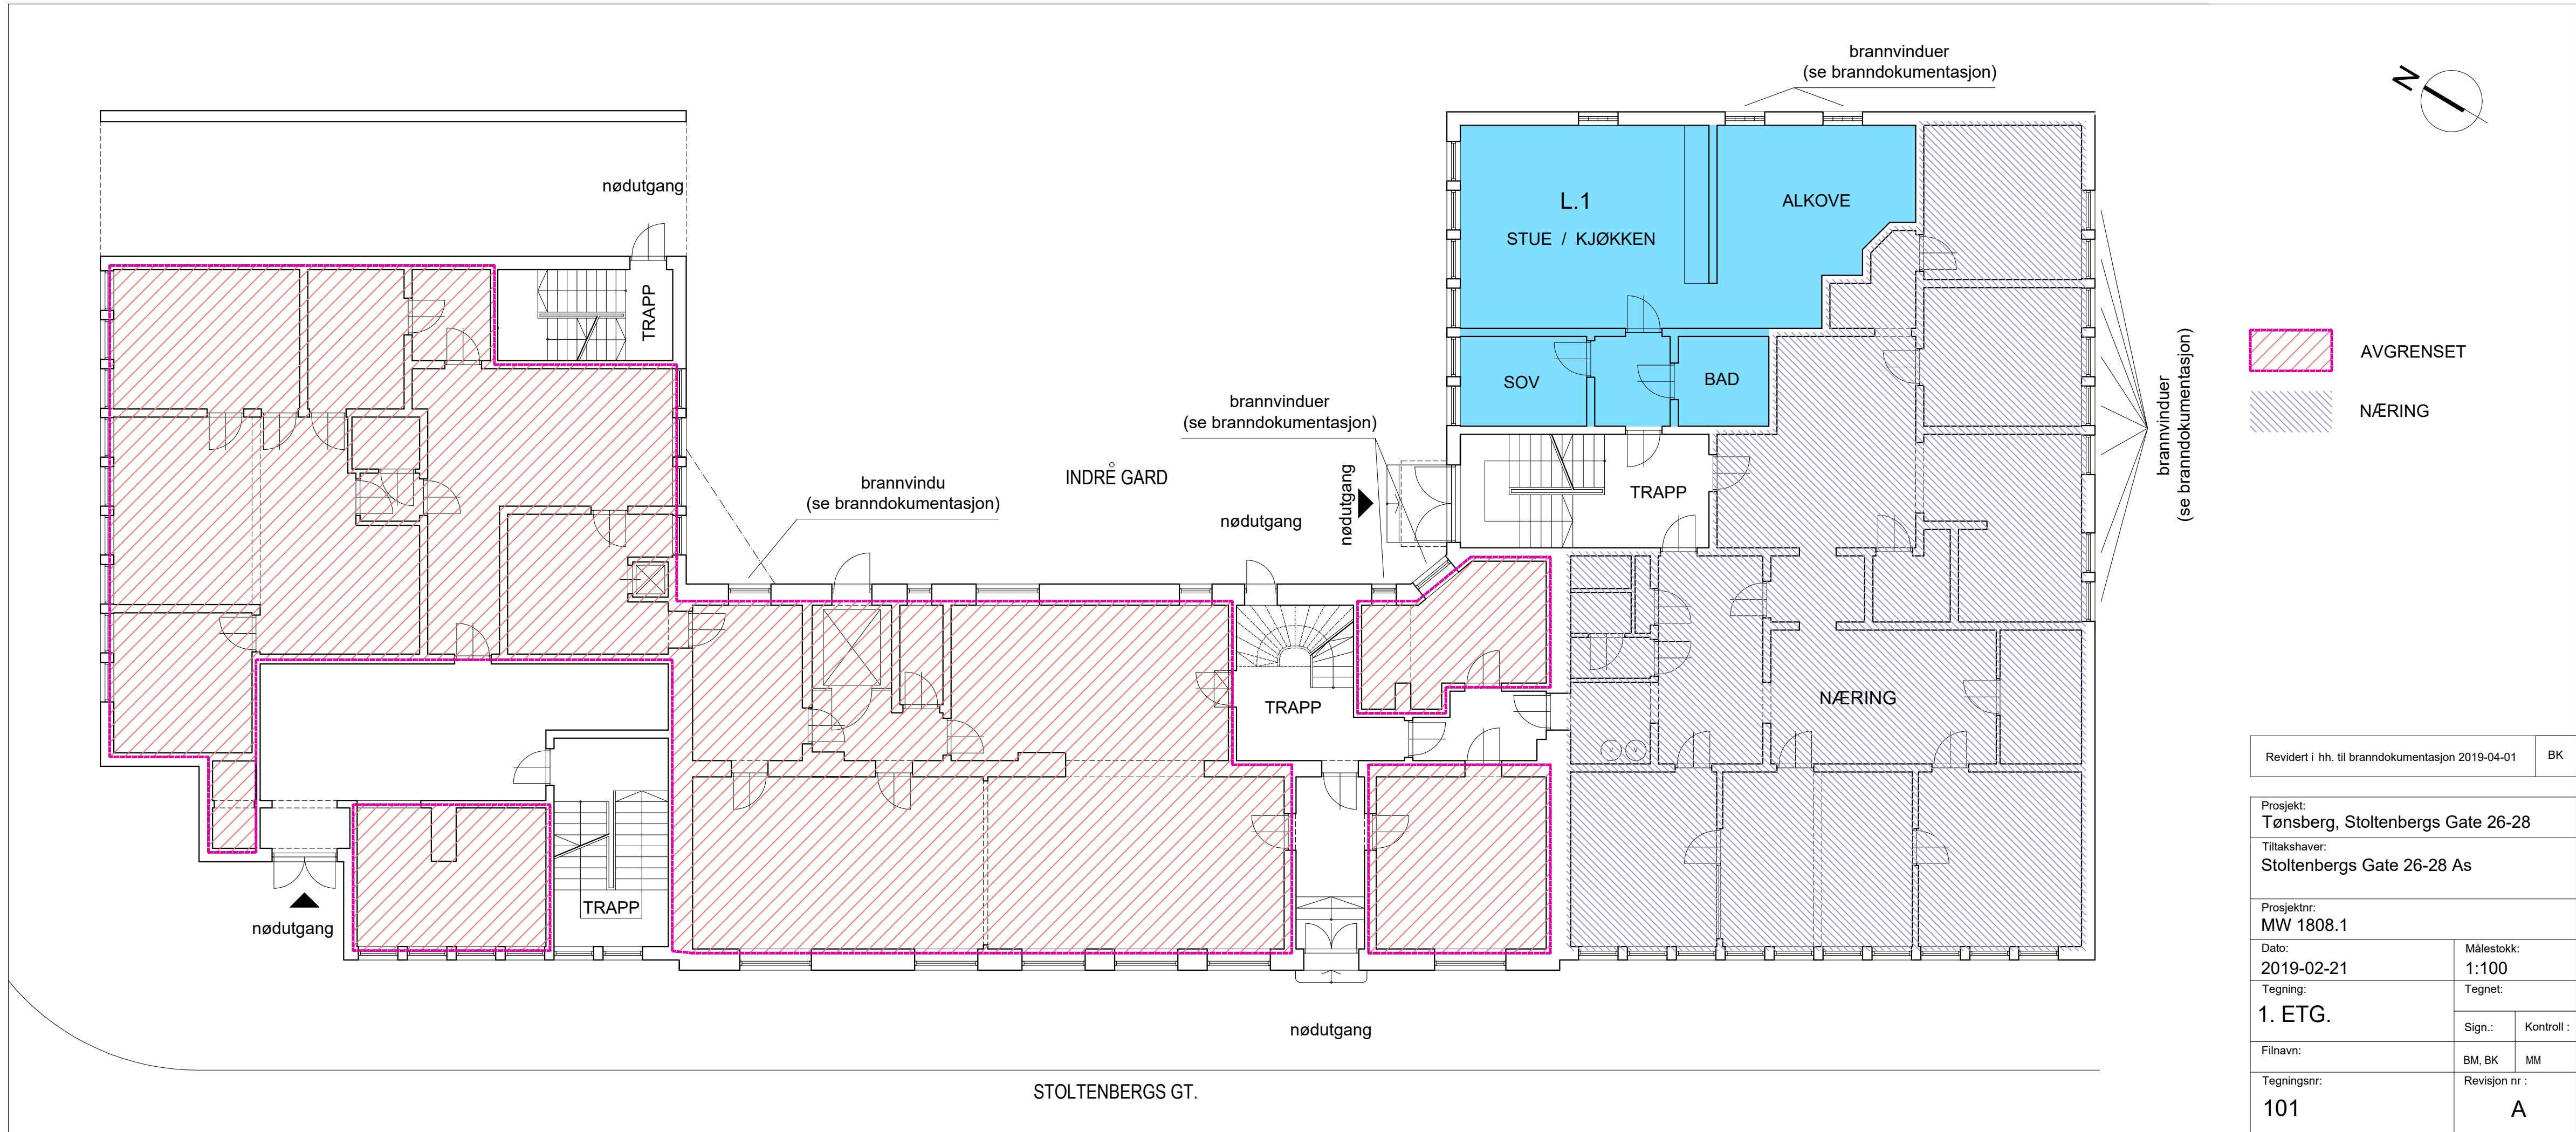 brannvinduer
(se branndokumentasjon)
N
nødutgang
TRAPP
L.1
STUE / KJØKKEN
ALKOVE
SOV
BAD
brannvinduer
(se branndokumentasjon)
AVGRENSET
NÆRING
brannvinduer
(se branndokumentasjon)
INDRE GARD
brannvindu
(se branndokumentasjon)
nødutgang
nødutgang
TRAPP
TRAPP
NÆRING
V
V
TRAPP
nødutgang
nødutgang
STOLTENBERGS GT.
Revidert i hh. til branndokumentasjon 2019-04-01
BK
Prosjekt:
Tønsberg, Stoltenbergs Gate 26-28
Tiltakshaver:
Stoltenbergs Gate 26-28 As
Prosjektnr:
MW 1808.1
Dato:
2019-02-21
Målestokk:
1:100
Tegning:
1. ETG.
Tegnet:
Sign.:
Kontroll :
Filnavn:
BM, BK
MM
Tegningsnr:
101
Revisjon nr :
A